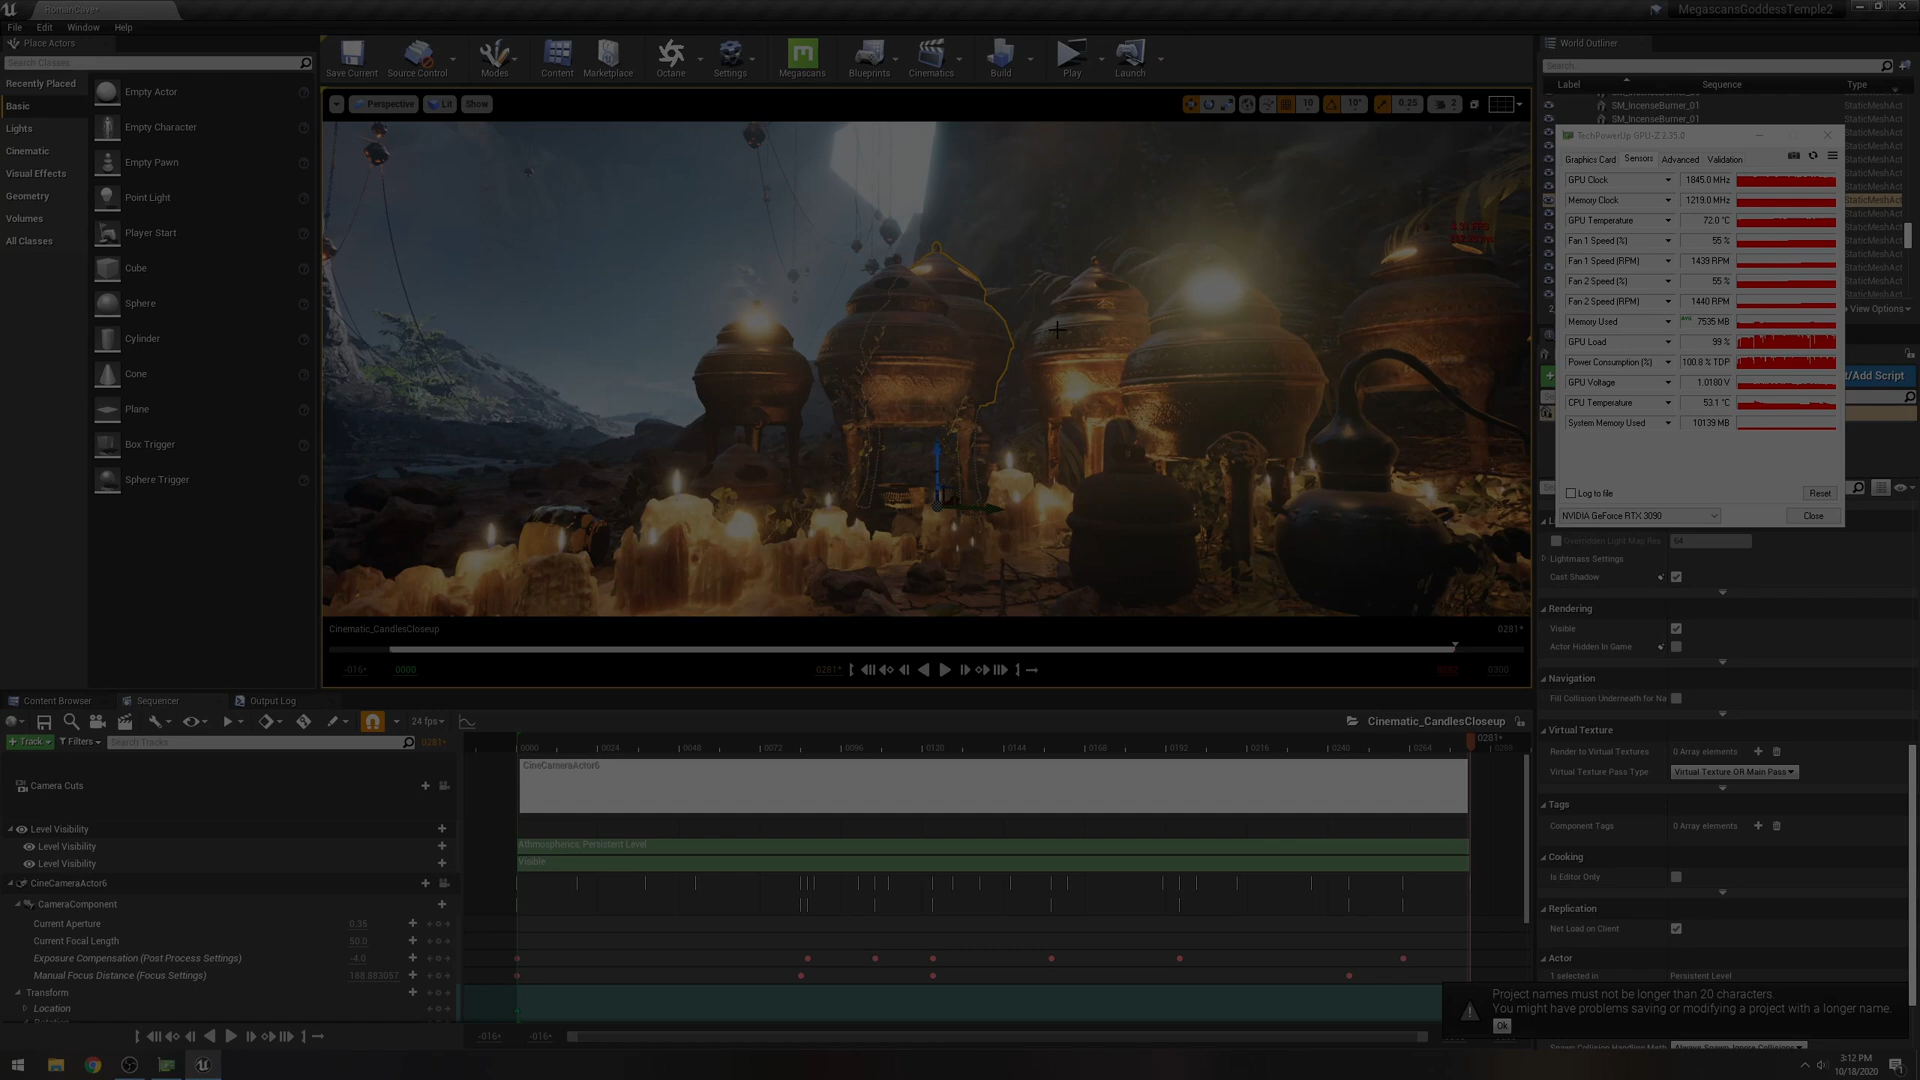 RomanCave*
MegascansGoddessTemple2
File Edit Window Help
Place Actors
Search Classes
Recently Placed
Basic
Lights
Cinematic
Visual Effects
Geometry
Volumes
All Classes
Empty Actor
Empty Character
Empty Pawn
Point Light
Player Start
Cube
Sphere
Cylinder
Cone
Plane
Box Trigger
Sphere Trigger
Save Current
Source Control
Modes
Content
Marketplace
Octane
Settings
Megascans
Blueprints
Cinematics
Build
Play
Launch
Perspective Lit Show
10 10° 0.25 2
Cinematic_CandlesCloseup 0281*
-016* 0000 0281* 0282 0300
World Outliner
Search...
Label Sequence Type
SM_IncenseBurner_01
SM_IncenseBurner_01
StaticMeshAct
StaticMeshAct
StaticMeshAct
StaticMeshAct
StaticMeshAct
StaticMeshAct
StaticMeshAct
StaticMeshAct
View Options
/Add Script
TechPowerUp GPU-Z 2.35.0
Graphics Card Sensors Advanced Validation
GPU Clock 1845.0 MHz
Memory Clock 1219.0 MHz
GPU Temperature 72.0 °C
Fan 1 Speed (%) 55 %
Fan 1 Speed (RPM) 1439 RPM
Fan 2 Speed (%) 55 %
Fan 2 Speed (RPM) 1440 RPM
Memory Used AVG 7535 MB
GPU Load 99 %
Power Consumption (%) 100.8 % TDP
GPU Voltage 1.0180 V
CPU Temperature 53.1 °C
System Memory Used 10139 MB
Log to file Reset
NVIDIA GeForce RTX 3090 Close
Overridden Light Map Res 64
Lightmass Settings
Cast Shadow
Rendering
Visible
Actor Hidden In Game
Navigation
Fill Collision Underneath for Na
Virtual Texture
Render to Virtual Textures 0 Array elements
Virtual Texture Pass Type Virtual Texture OR Main Pass
Tags
Component Tags 0 Array elements
Cooking
Is Editor Only
Replication
Net Load on Client
Actor
1 selected in Persistent Level
Content Browser Sequencer Output Log
24 fps
Cinematic_CandlesCloseup
+ Track Filters Search Tracks 0281*
0000 0024 0048 0072 0096 0120 0144 0168 0192 0216 0240 0264 0281* 0288
CineCameraActor6
Camera Cuts
Level Visibility
Level Visibility
Level Visibility
Athmospherics, Persistent Level
Visible
CineCameraActor6
CameraComponent
Current Aperture 0.35
Current Focal Length 50.0
Exposure Compensation (Post Process Settings) -4.0
Manual Focus Distance (Focus Settings) 188.883057
Transform
Location
-016* -016*
Project names must not be longer than 20 characters.
You might have problems saving or modifying a project with a longer name.
Ok
3:12 PM
10/18/2020